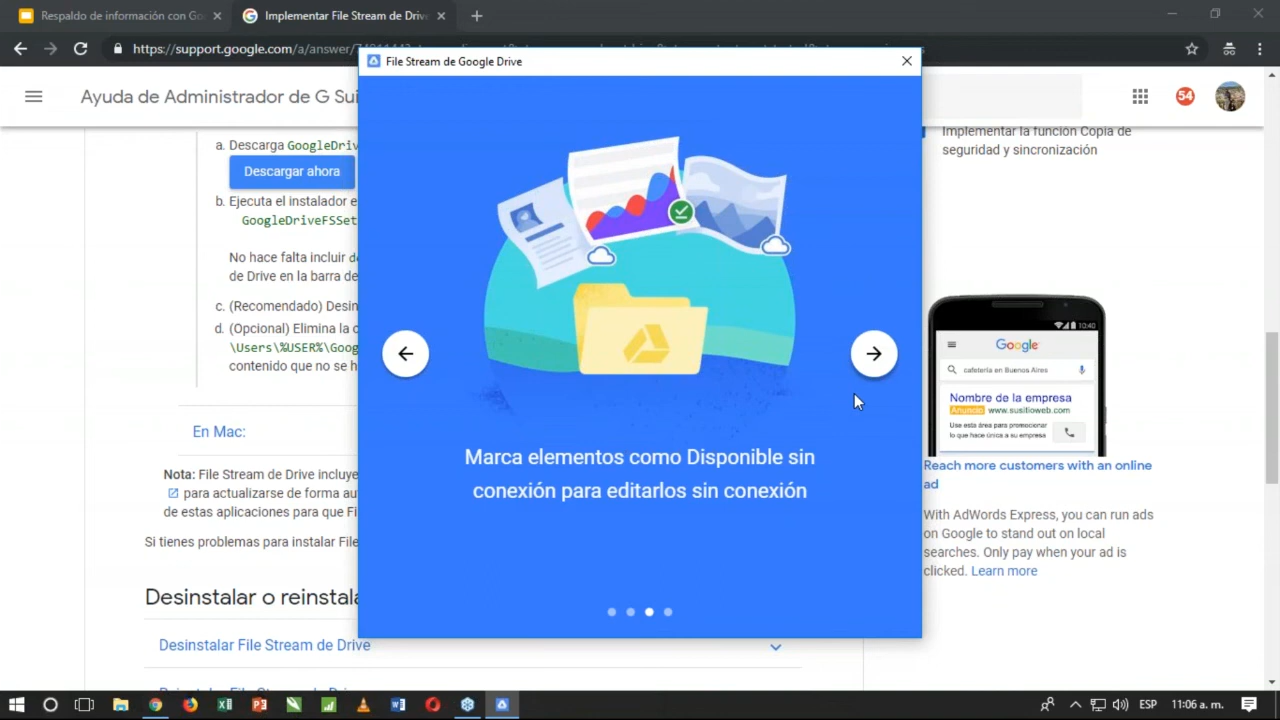 Respaldo de información con Go
Implementar File Stream de Drive
https://support.google.com/a/answer/
File Stream de Google Drive
Ayuda de Administrador de G Sui
54
a. Descarga GoogleDriv
Descargar ahora
b. Ejecuta el instalador e
GoogleDriveFSSet
No hace falta incluir de
de Drive en la barra de
c. (Recomendado) Desin
d. (Opcional) Elimina la c
\Users\%USER%\Goog
contenido que no se h
En Mac:
Nota: File Stream de Drive incluye
para actualizarse de forma aut
de estas aplicaciones para que Fi
Si tienes problemas para instalar File
Desinstalar o reinstala
Desinstalar File Stream de Drive
Marca elementos como Disponible sin
conexión para editarlos sin conexión
Implementar la función Copia de
seguridad y sincronización
10:40
Google
cafetería en Buenos Aires
Nombre de la empresa
Anuncio www.susitioweb.com
Use esta área para promocionar
lo que hace única a su empresa
Reach more customers with an online
ad
With AdWords Express, you can run ads
on Google to stand out on local
searches. Only pay when your ad is
clicked. Learn more
ESP
11:06 a. m.